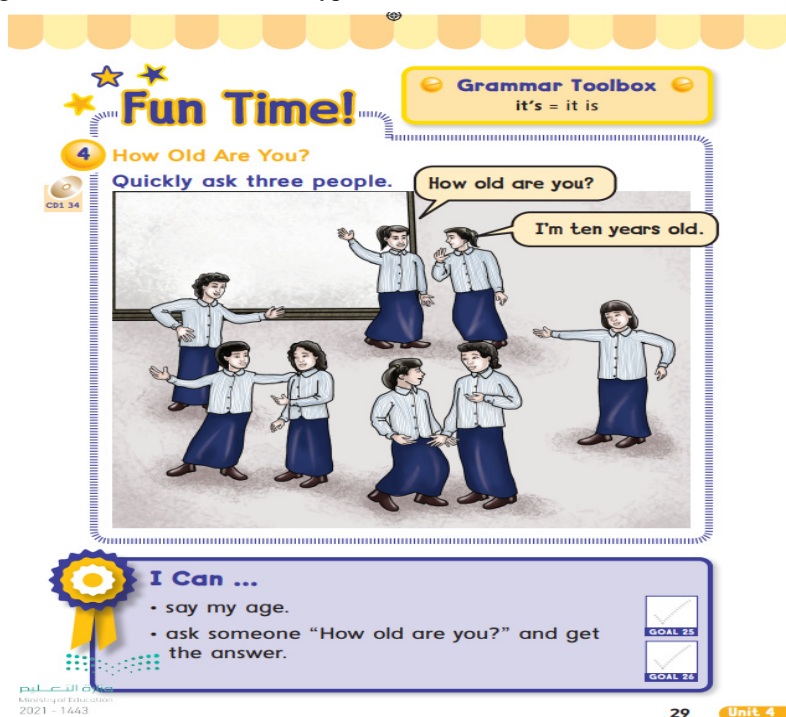 Fun Time!
Grammar Toolbox
it's = it is
4 How Old Are You?
Quickly ask three people.
CD1 34
How old are you?
I'm ten years old.
I Can ...
• say my age.
• ask someone “How old are you?” and get
the answer.
GOAL 25
GOAL 26
وزارة التعليم
Ministry of Education
2021 - 1443
29 Unit 4